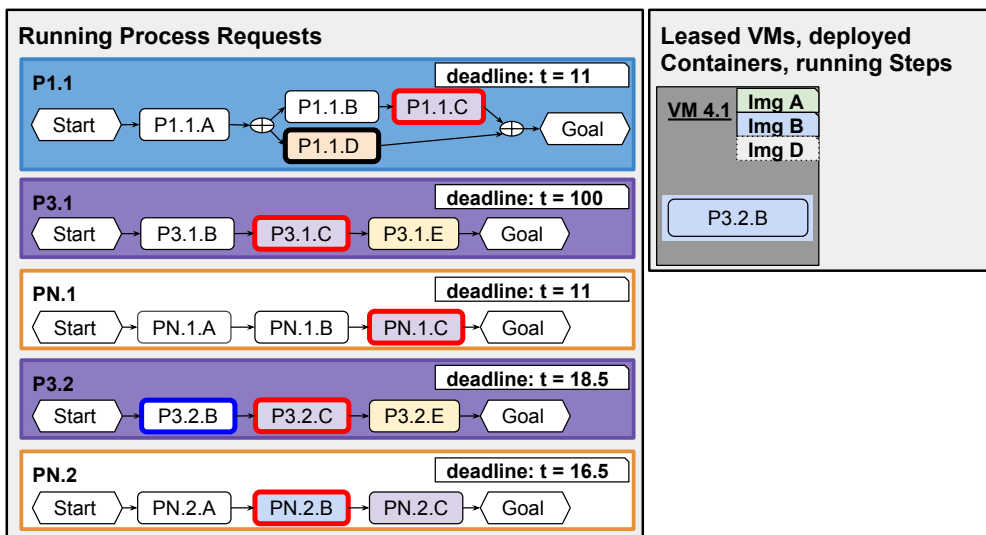 Running Process Requests
P1.1
deadline: t = 11
Start
P1.1.A
P1.1.B
P1.1.C
P1.1.D
Goal
P3.1
deadline: t = 100
Start
P3.1.B
P3.1.C
P3.1.E
Goal
PN.1
deadline: t = 11
Start
PN.1.A
PN.1.B
PN.1.C
Goal
P3.2
deadline: t = 18.5
Start
P3.2.B
P3.2.C
P3.2.E
Goal
PN.2
deadline: t = 16.5
Start
PN.2.A
PN.2.B
PN.2.C
Goal
Leased VMs, deployed
Containers, running Steps
VM 4.1
Img A
Img B
Img D
P3.2.B